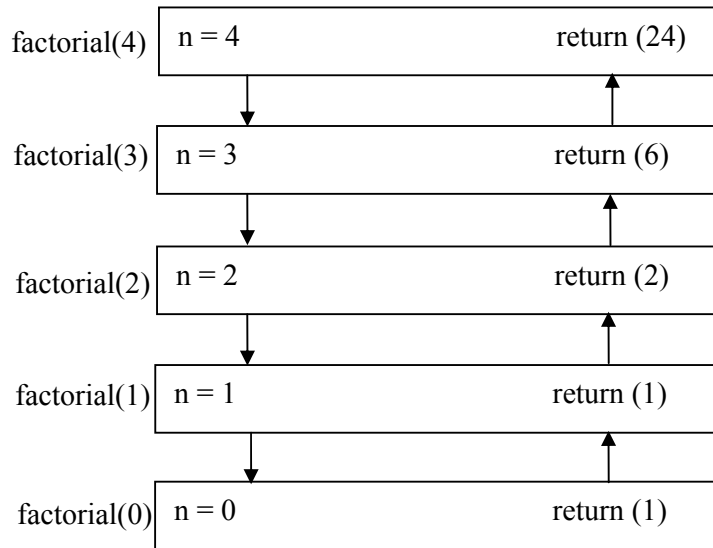 factorial(4) n = 4 return (24)
factorial(3) n = 3 return (6)
factorial(2) n = 2 return (2)
factorial(1) n = 1 return (1)
factorial(0) n = 0 return (1)